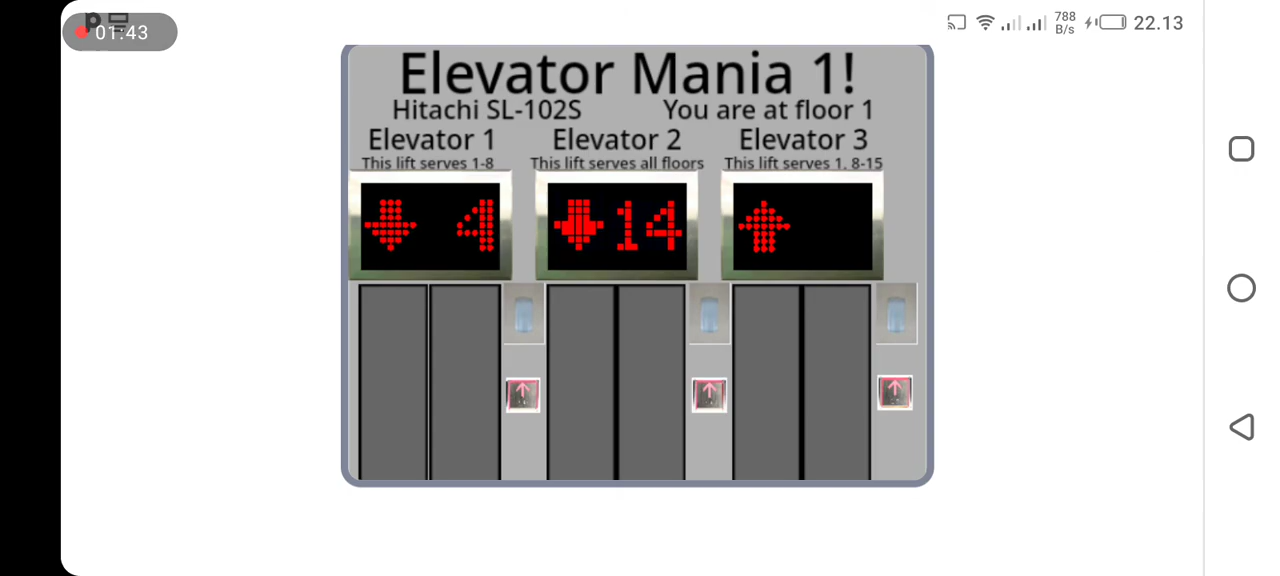 01:43
788
B/s
22.13
Elevator Mania 1!
Hitachi SL-102S You are at floor 1
Elevator 1 Elevator 2 Elevator 3
This lift serves 1-8 This lift serves all floors This lift serves 1. 8-15
4 14